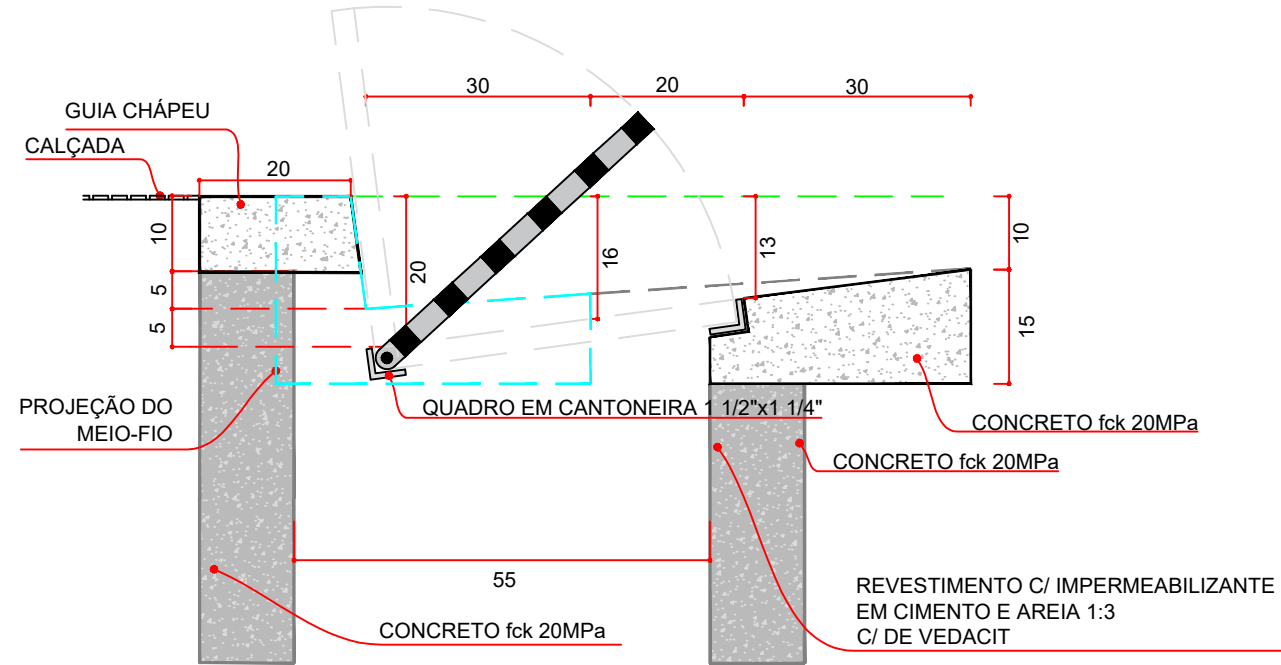 30
20
30
GUIA CHÁPEU
CALÇADA
20
10
5
5
20
16
13
10
15
PROJEÇÃO DO
MEIO-FIO
QUADRO EM CANTONEIRA 1 1/2"x1 1/4"
CONCRETO fck 20MPa
CONCRETO fck 20MPa
55
REVESTIMENTO C/ IMPERMEABILIZANTE
EM CIMENTO E AREIA 1:3
C/ DE VEDACIT
CONCRETO fck 20MPa